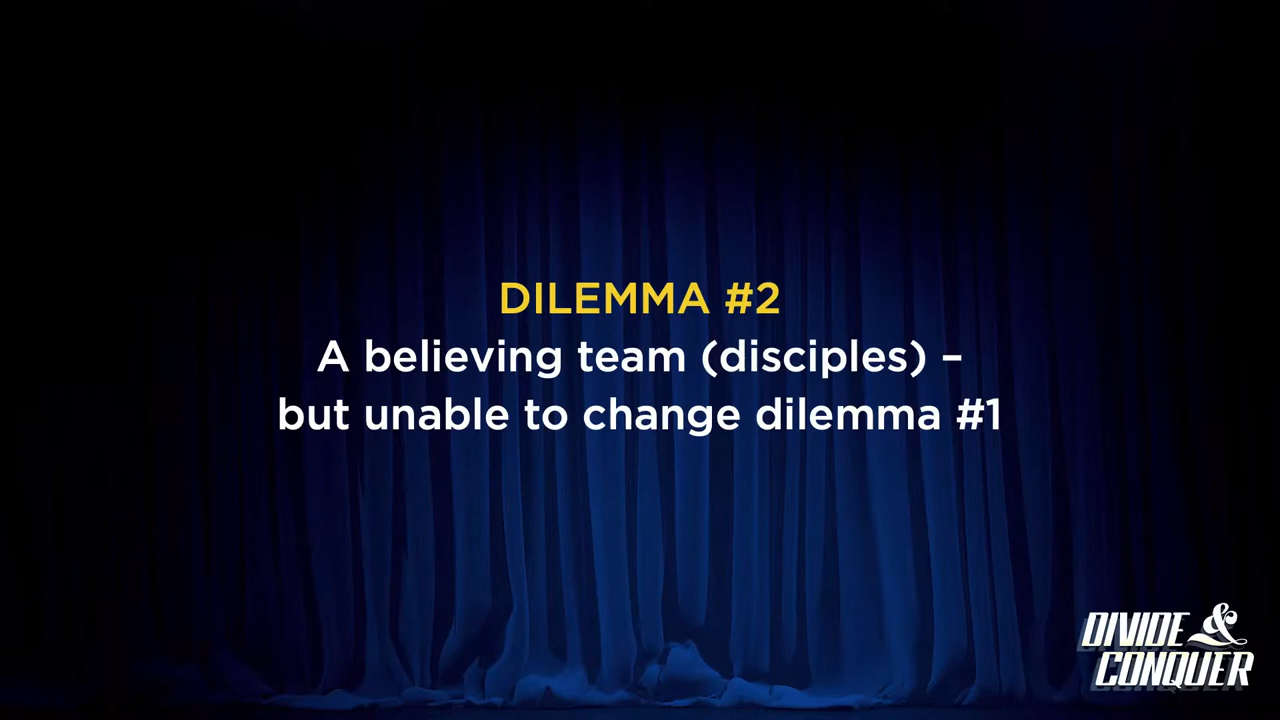 DILEMMA #2
A believing team (disciples) –
but unable to change dilemma #1
DIVIDE &
CONQUER